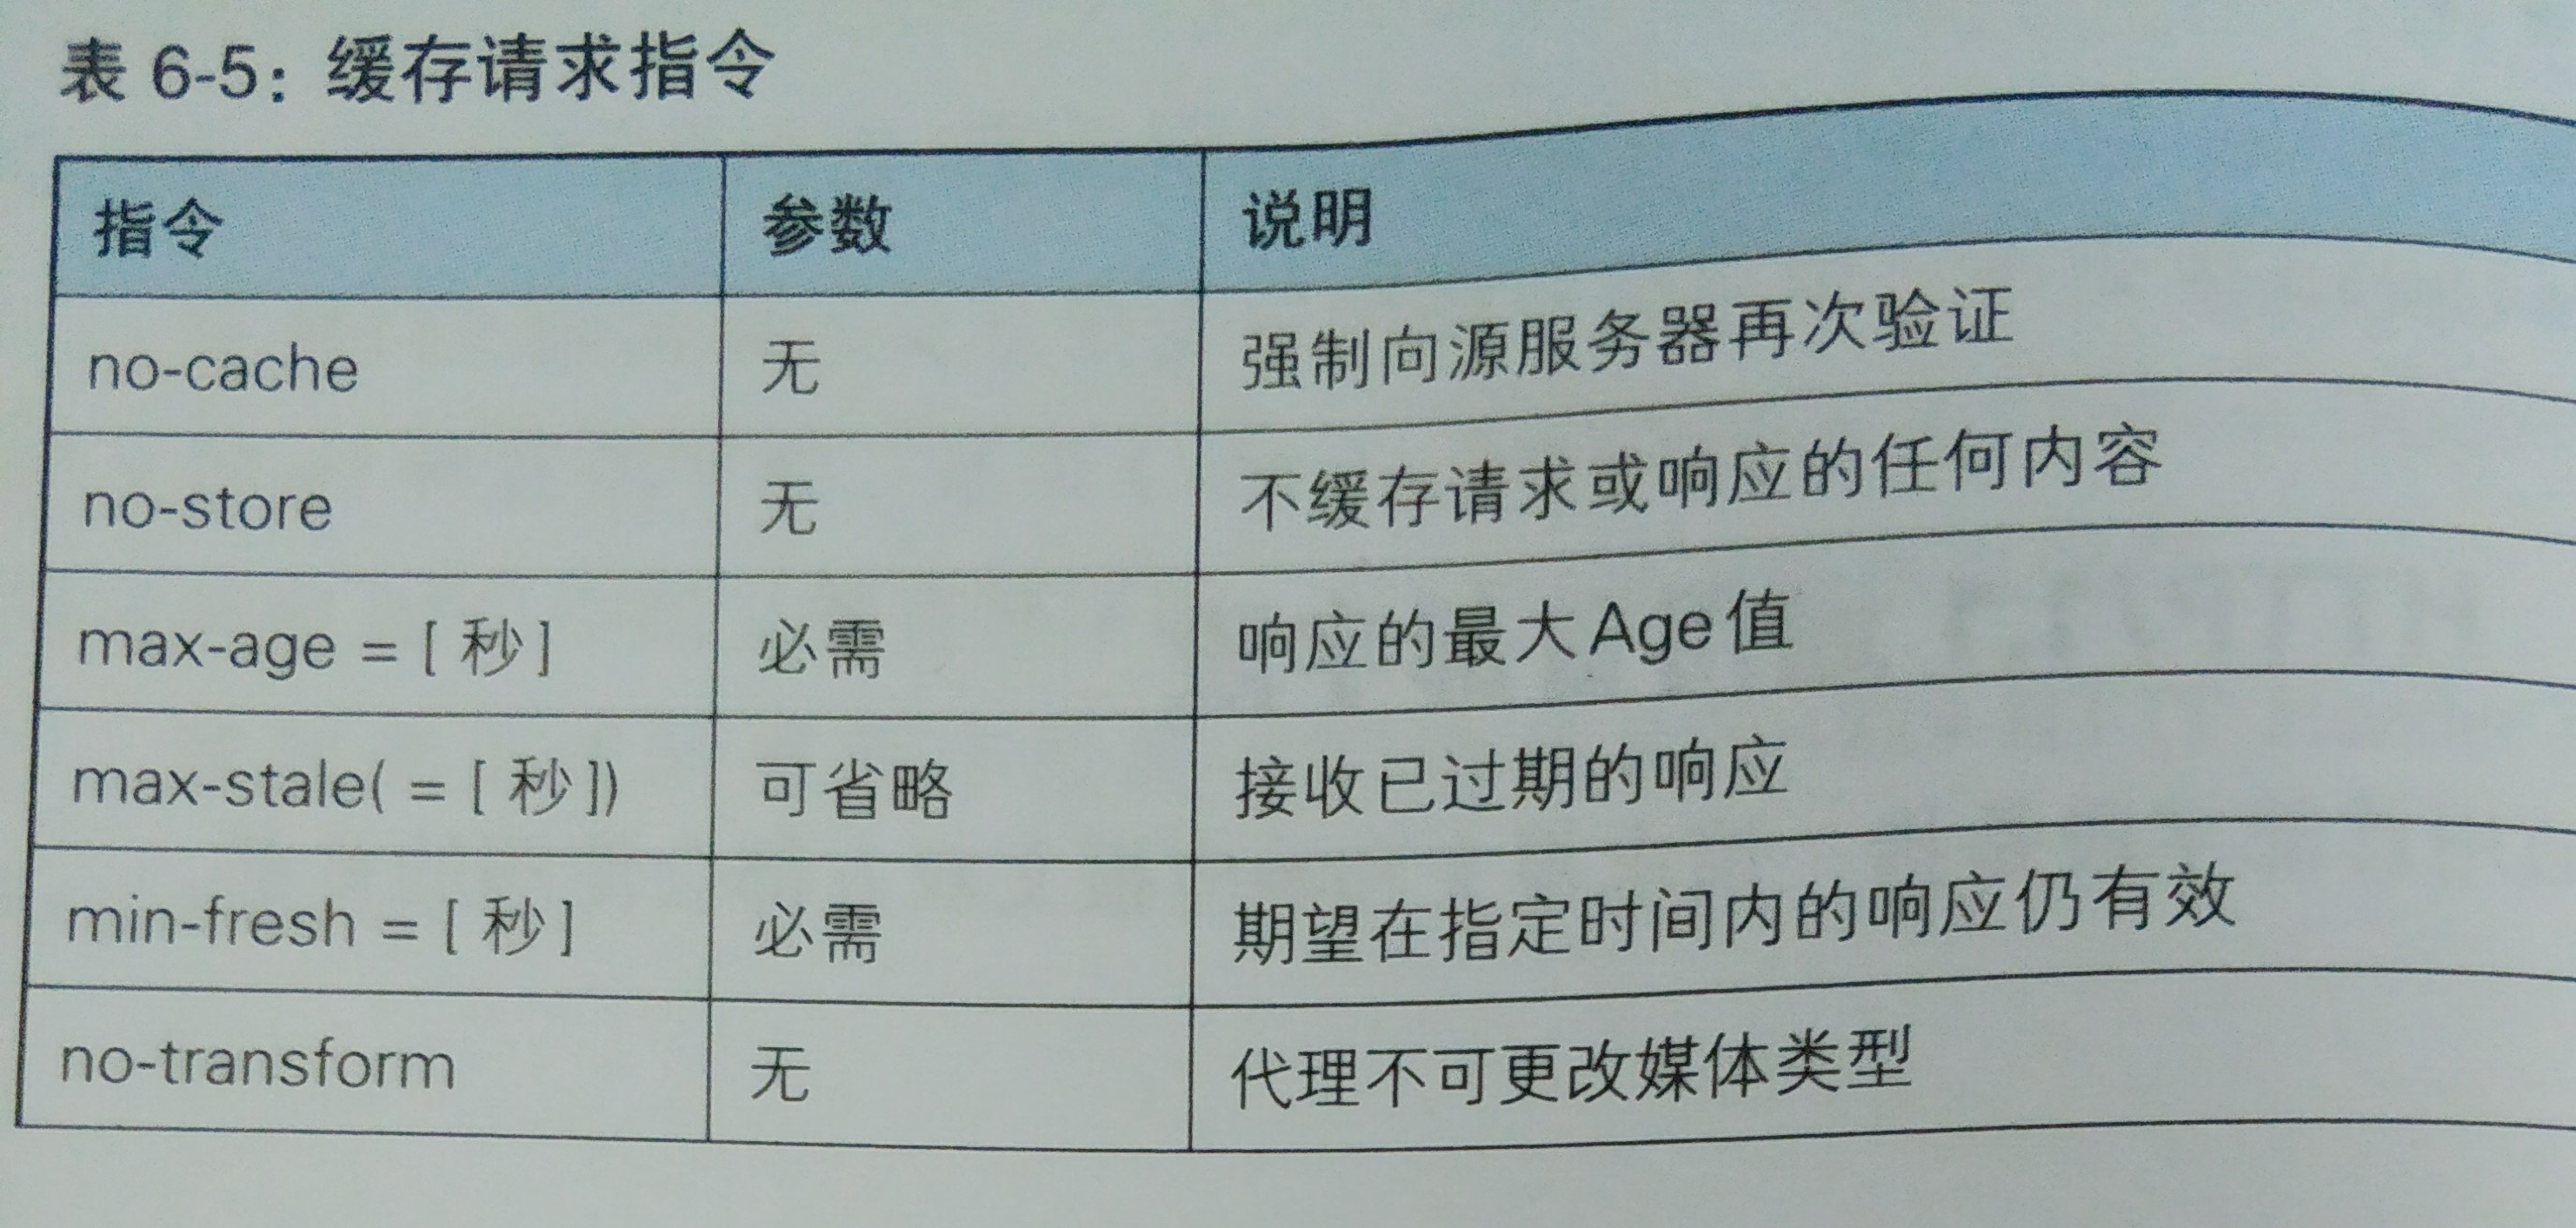 表 6-5：缓存请求指令
指令 参数 说明
no-cache 无 强制向源服务器再次验证
no-store 无 不缓存请求或响应的任何内容
max-age = [ 秒 ] 必需 响应的最大Age值
max-stale( = [ 秒 ]) 可省略 接收已过期的响应
min-fresh = [ 秒 ] 必需 期望在指定时间内的响应仍有效
no-transform 无 代理不可更改媒体类型